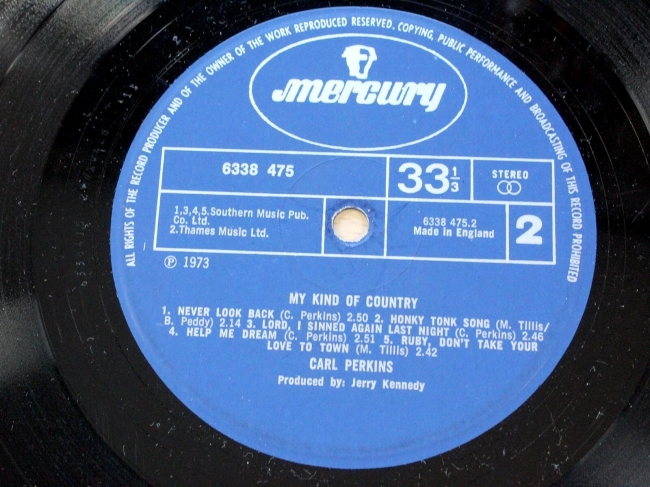 ALL RIGHTS OF THE RECORD PRODUCER AND OF THE OWNER OF THE WORK REPRODUCED RESERVED. COPYING, PUBLIC PERFORMANCE AND BROADCASTING OF THIS RECORD PROHIBITED
mercury
6338 475
33 1/3
STEREO
1,3,4,5.Southern Music Pub.
Co. Ltd.
2.Thames Music Ltd.
6338 475.2
Made in England
2
Ⓟ 1973
MY KIND OF COUNTRY
1. NEVER LOOK BACK (C. Perkins) 2.50 2. HONKY TONK SONG (M. Tillis/
B. Peddy) 2.14 3. LORD, I SINNED AGAIN LAST NIGHT (C. Perkins) 2.46
4. HELP ME DREAM (C. Perkins) 2.51 5. RUBY, DON'T TAKE YOUR
LOVE TO TOWN (M. Tillis) 2.42
CARL PERKINS
Produced by: Jerry Kennedy